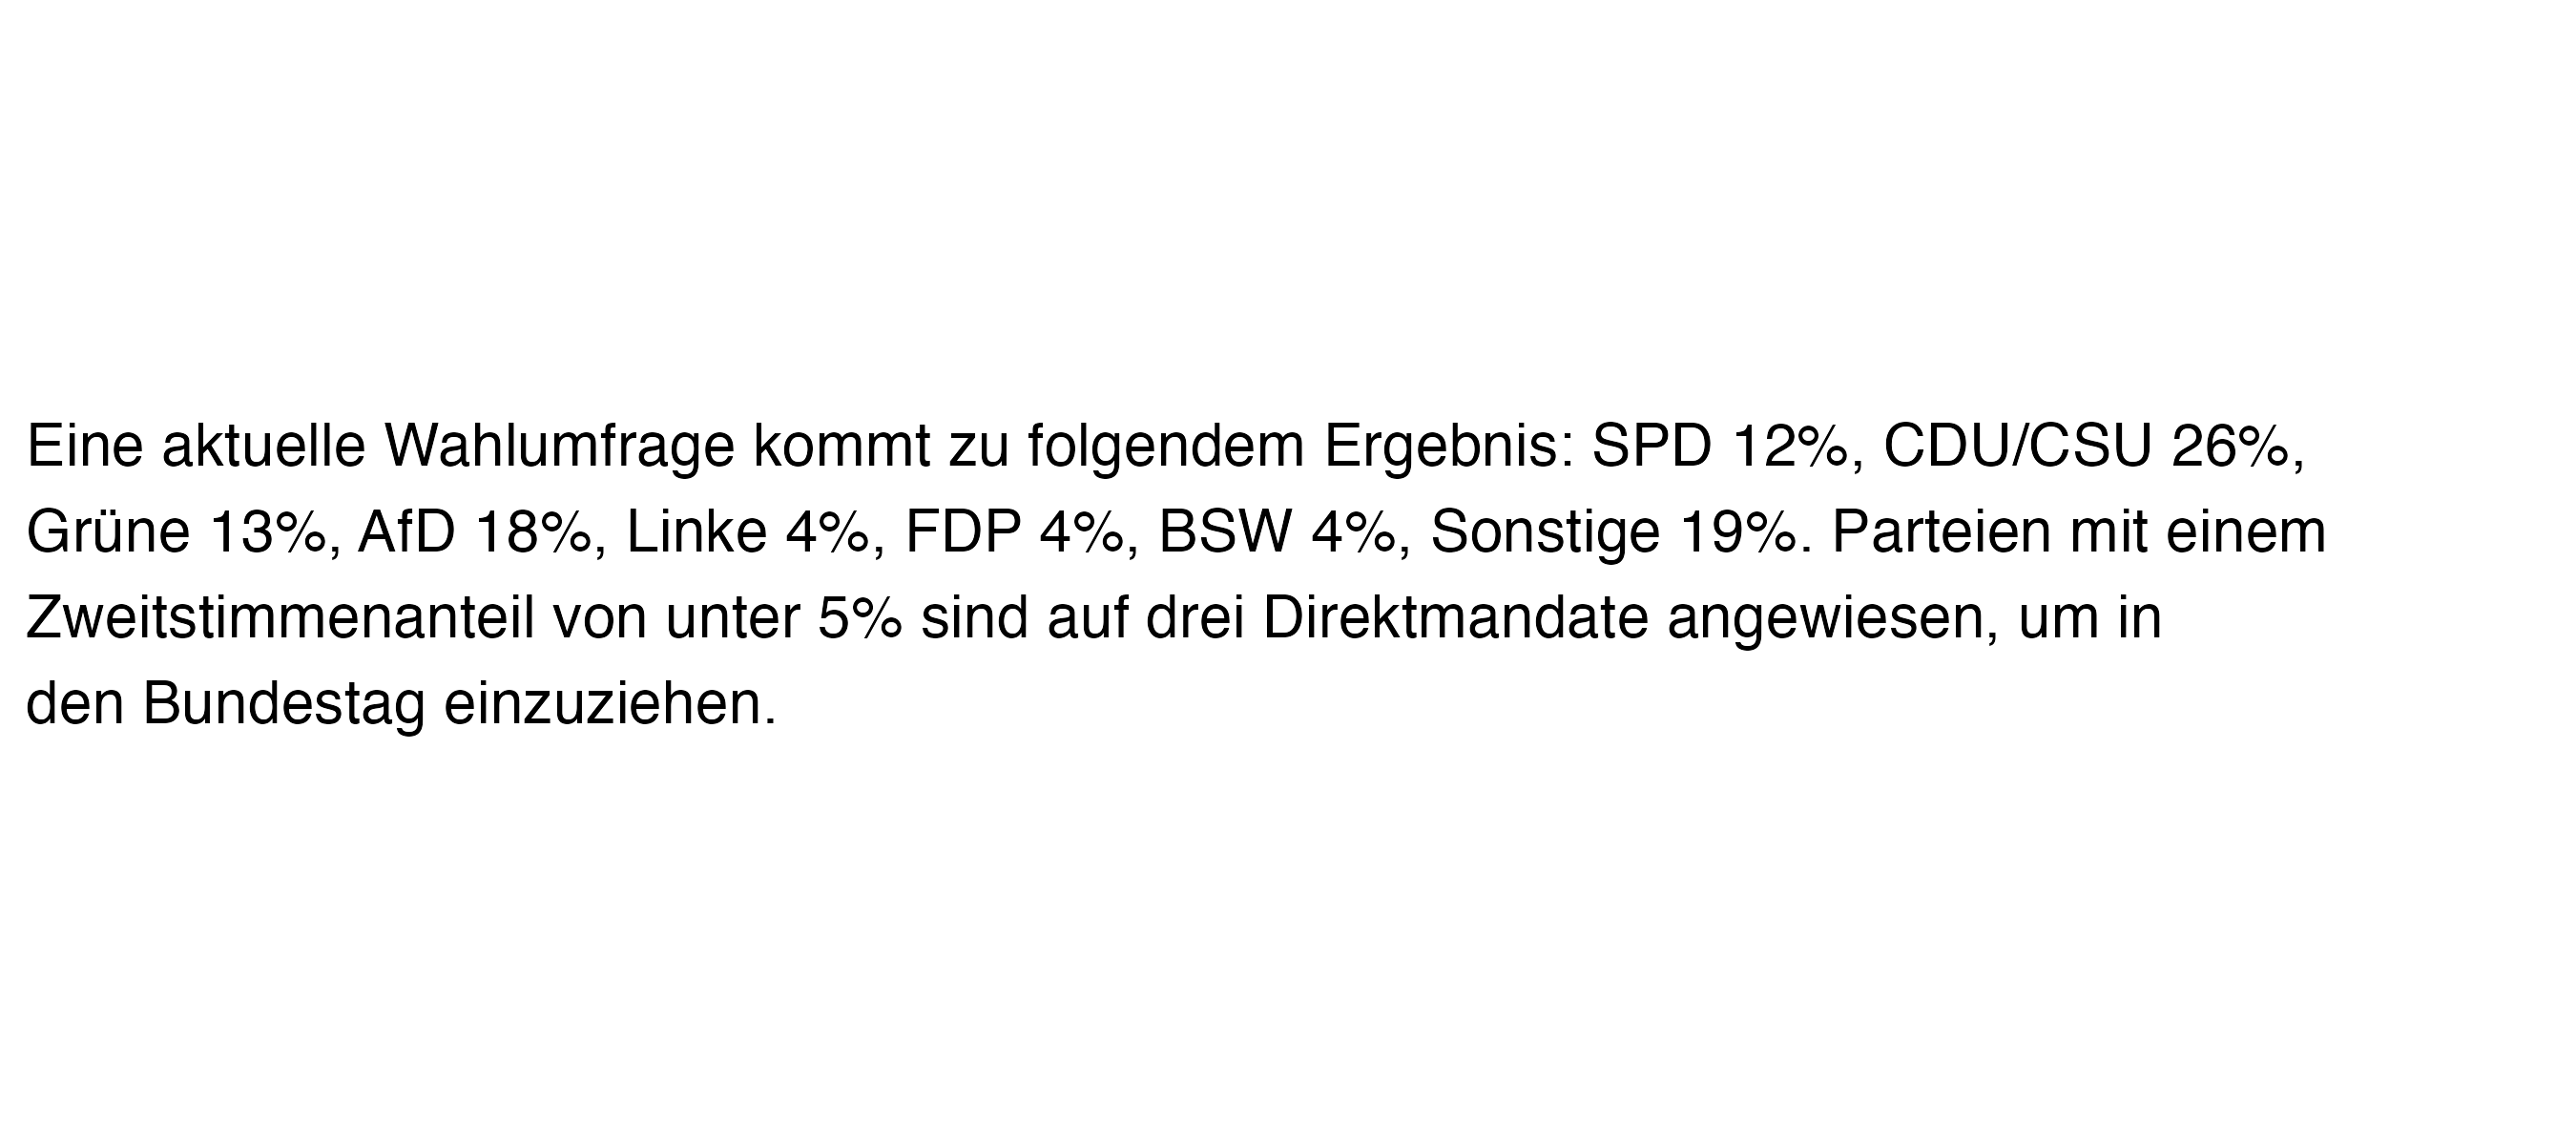 Eine aktuelle Wahlumfrage kommt zu folgendem Ergebnis: SPD 12%, CDU/CSU 26%,
Grüne 13%, AfD 18%, Linke 4%, FDP 4%, BSW 4%, Sonstige 19%. Parteien mit einem
Zweitstimmenanteil von unter 5% sind auf drei Direktmandate angewiesen, um in
den Bundestag einzuziehen.